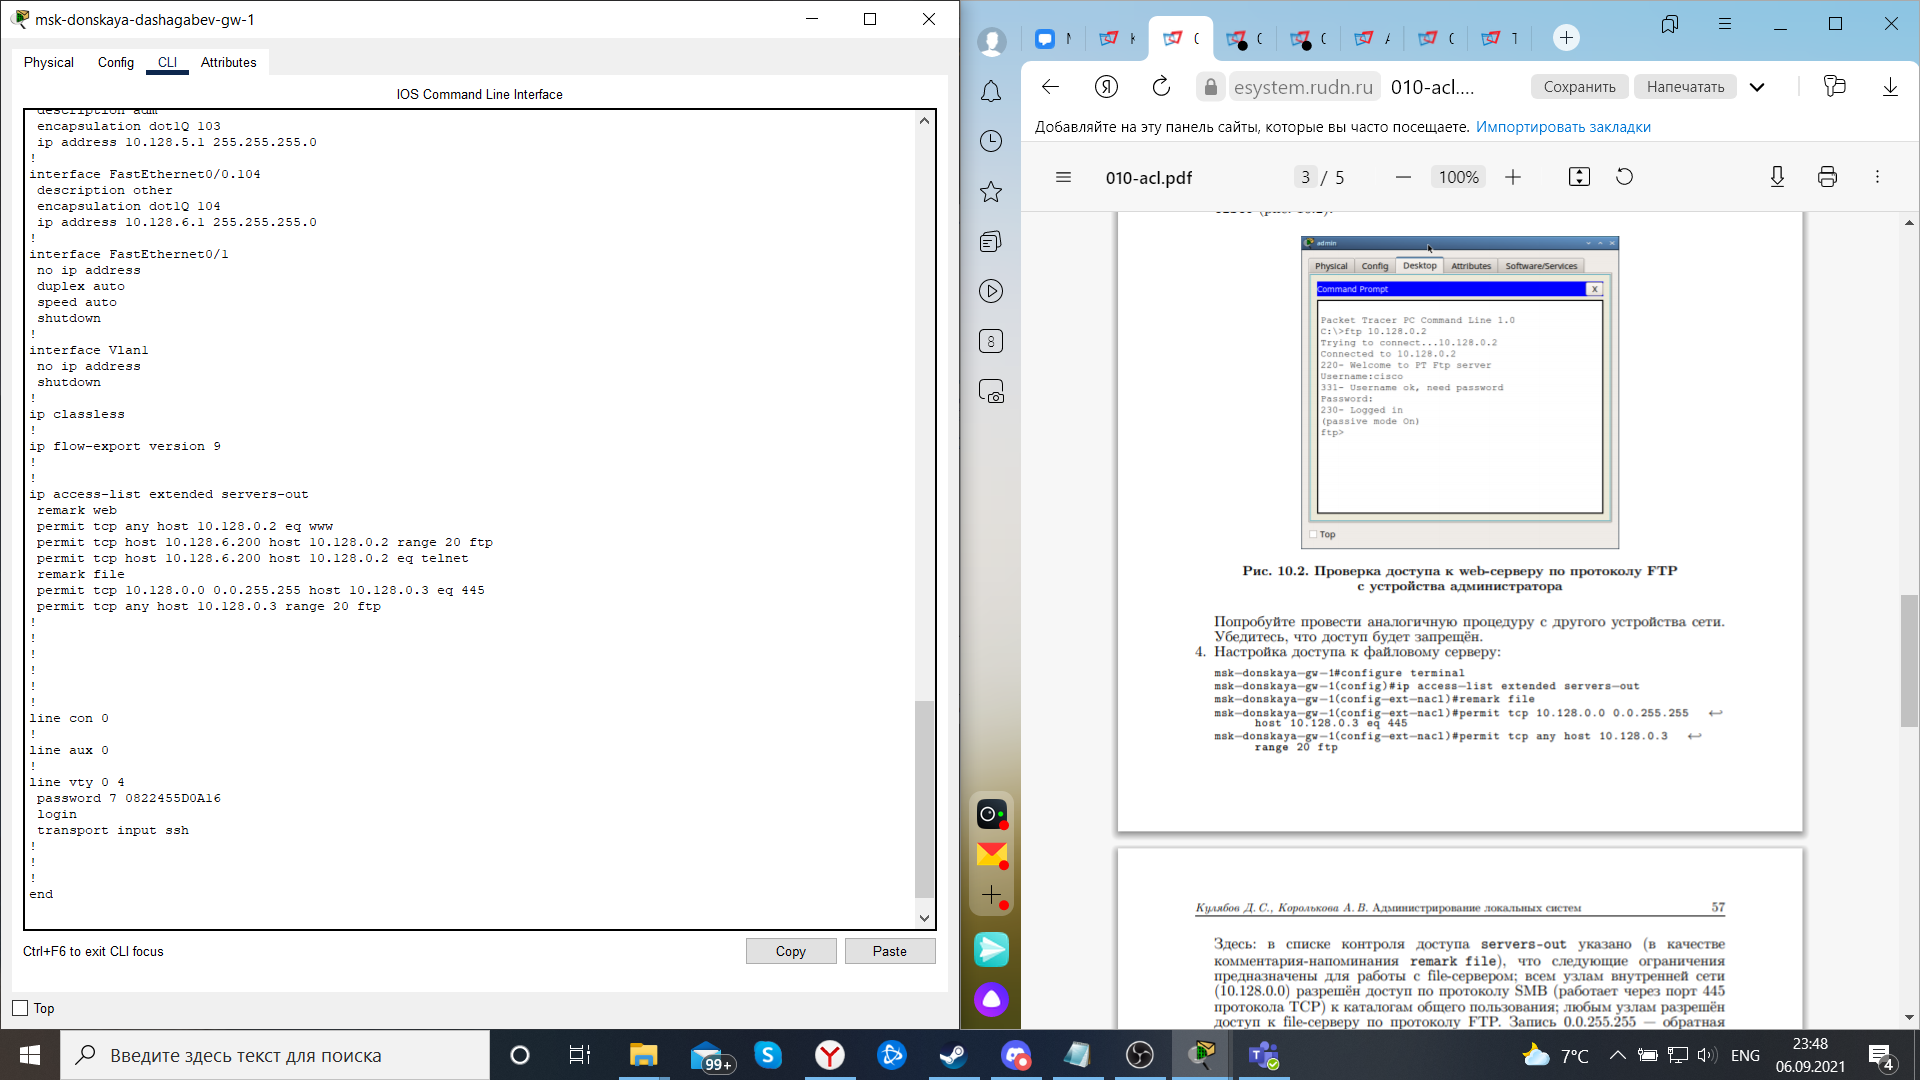 msk-donskaya-dashagabev-gw-1
Physical Config CLI Attributes
IOS Command Line Interface
description adm
encapsulation dot1Q 103
ip address 10.128.5.1 255.255.255.0
!
interface FastEthernet0/0.104
description other
encapsulation dot1Q 104
ip address 10.128.6.1 255.255.255.0
!
interface FastEthernet0/1
no ip address
duplex auto
speed auto
shutdown
!
interface Vlan1
no ip address
shutdown
!
ip classless
!
ip flow-export version 9
!
!
ip access-list extended servers-out
remark web
permit tcp any host 10.128.0.2 eq www
permit tcp host 10.128.6.200 host 10.128.0.2 range 20 ftp
permit tcp host 10.128.6.200 host 10.128.0.2 eq telnet
remark file
permit tcp 10.128.0.0 0.0.255.255 host 10.128.0.3 eq 445
permit tcp any host 10.128.0.3 range 20 ftp
!
!
!
!
!
!
line con 0
!
line aux 0
!
line vty 0 4
password 7 0822455D0A16
login
transport input ssh
!
!
!
end
Ctrl+F6 to exit CLI focus
Copy Paste
Top
esystem.rudn.ru 010-acl.... Сохранить Напечатать
Добавляйте на эту панель сайты, которые вы часто посещаете. Импортировать закладки
010-acl.pdf 3 / 5 100%
admin
Physical Config Desktop Attributes Software/Services
Command Prompt X
Packet Tracer PC Command Line 1.0
C:\>ftp 10.128.0.2
Trying to connect...10.128.0.2
Connected to 10.128.0.2
220- Welcome to PT Ftp server
Username:cisco
331- Username ok, need password
Password:
230- Logged in
(passive mode On)
ftp>
Top
Рис. 10.2. Проверка доступа к web-серверу по протоколу FTP
с устройства администратора
Попробуйте провести аналогичную процедуру с другого устройства сети.
Убедитесь, что доступ будет запрещён.
4. Настройка доступа к файловому серверу:
msk-donskaya-gw-1#configure terminal
msk-donskaya-gw-1(config)#ip access-list extended servers-out
msk-donskaya-gw-1(config-ext-nacl)#remark file
msk-donskaya-gw-1(config-ext-nacl)#permit tcp 10.128.0.0 0.0.255.255 ↩
host 10.128.0.3 eq 445
msk-donskaya-gw-1(config-ext-nacl)#permit tcp any host 10.128.0.3 ↩
range 20 ftp
Кулябов Д. С., Королькова А. В. Администрирование локальных систем 57
Здесь: в списке контроля доступа servers-out указано (в качестве
комментария-напоминания remark file), что следующие ограничения
предназначены для работы с file-сервером; всем узлам внутренней сети
(10.128.0.0) разрешён доступ по протоколу SMB (работает через порт 445
протокола TCP) к каталогам общего пользования; любым узлам разрешён
доступ к file-серверу по протоколу FTP. Запись 0.0.255.255 — обратная
8
Введите здесь текст для поиска
99+
7°C
ENG
23:48
06.09.2021
4